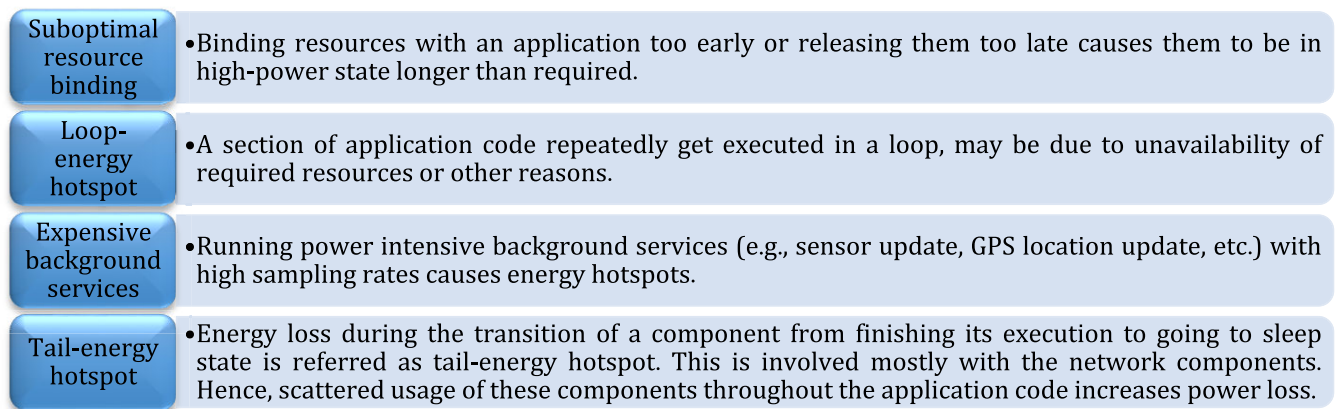 Suboptimal
resource
binding
•Binding resources with an application too early or releasing them too late causes them to be in
high-power state longer than required.
Loop-
energy
hotspot
•A section of application code repeatedly get executed in a loop, may be due to unavailability of
required resources or other reasons.
Expensive
background
services
•Running power intensive background services (e.g., sensor update, GPS location update, etc.) with
high sampling rates causes energy hotspots.
Tail-energy
hotspot
•Energy loss during the transition of a component from finishing its execution to going to sleep
state is referred as tail-energy hotspot. This is involved mostly with the network components.
Hence, scattered usage of these components throughout the application code increases power loss.